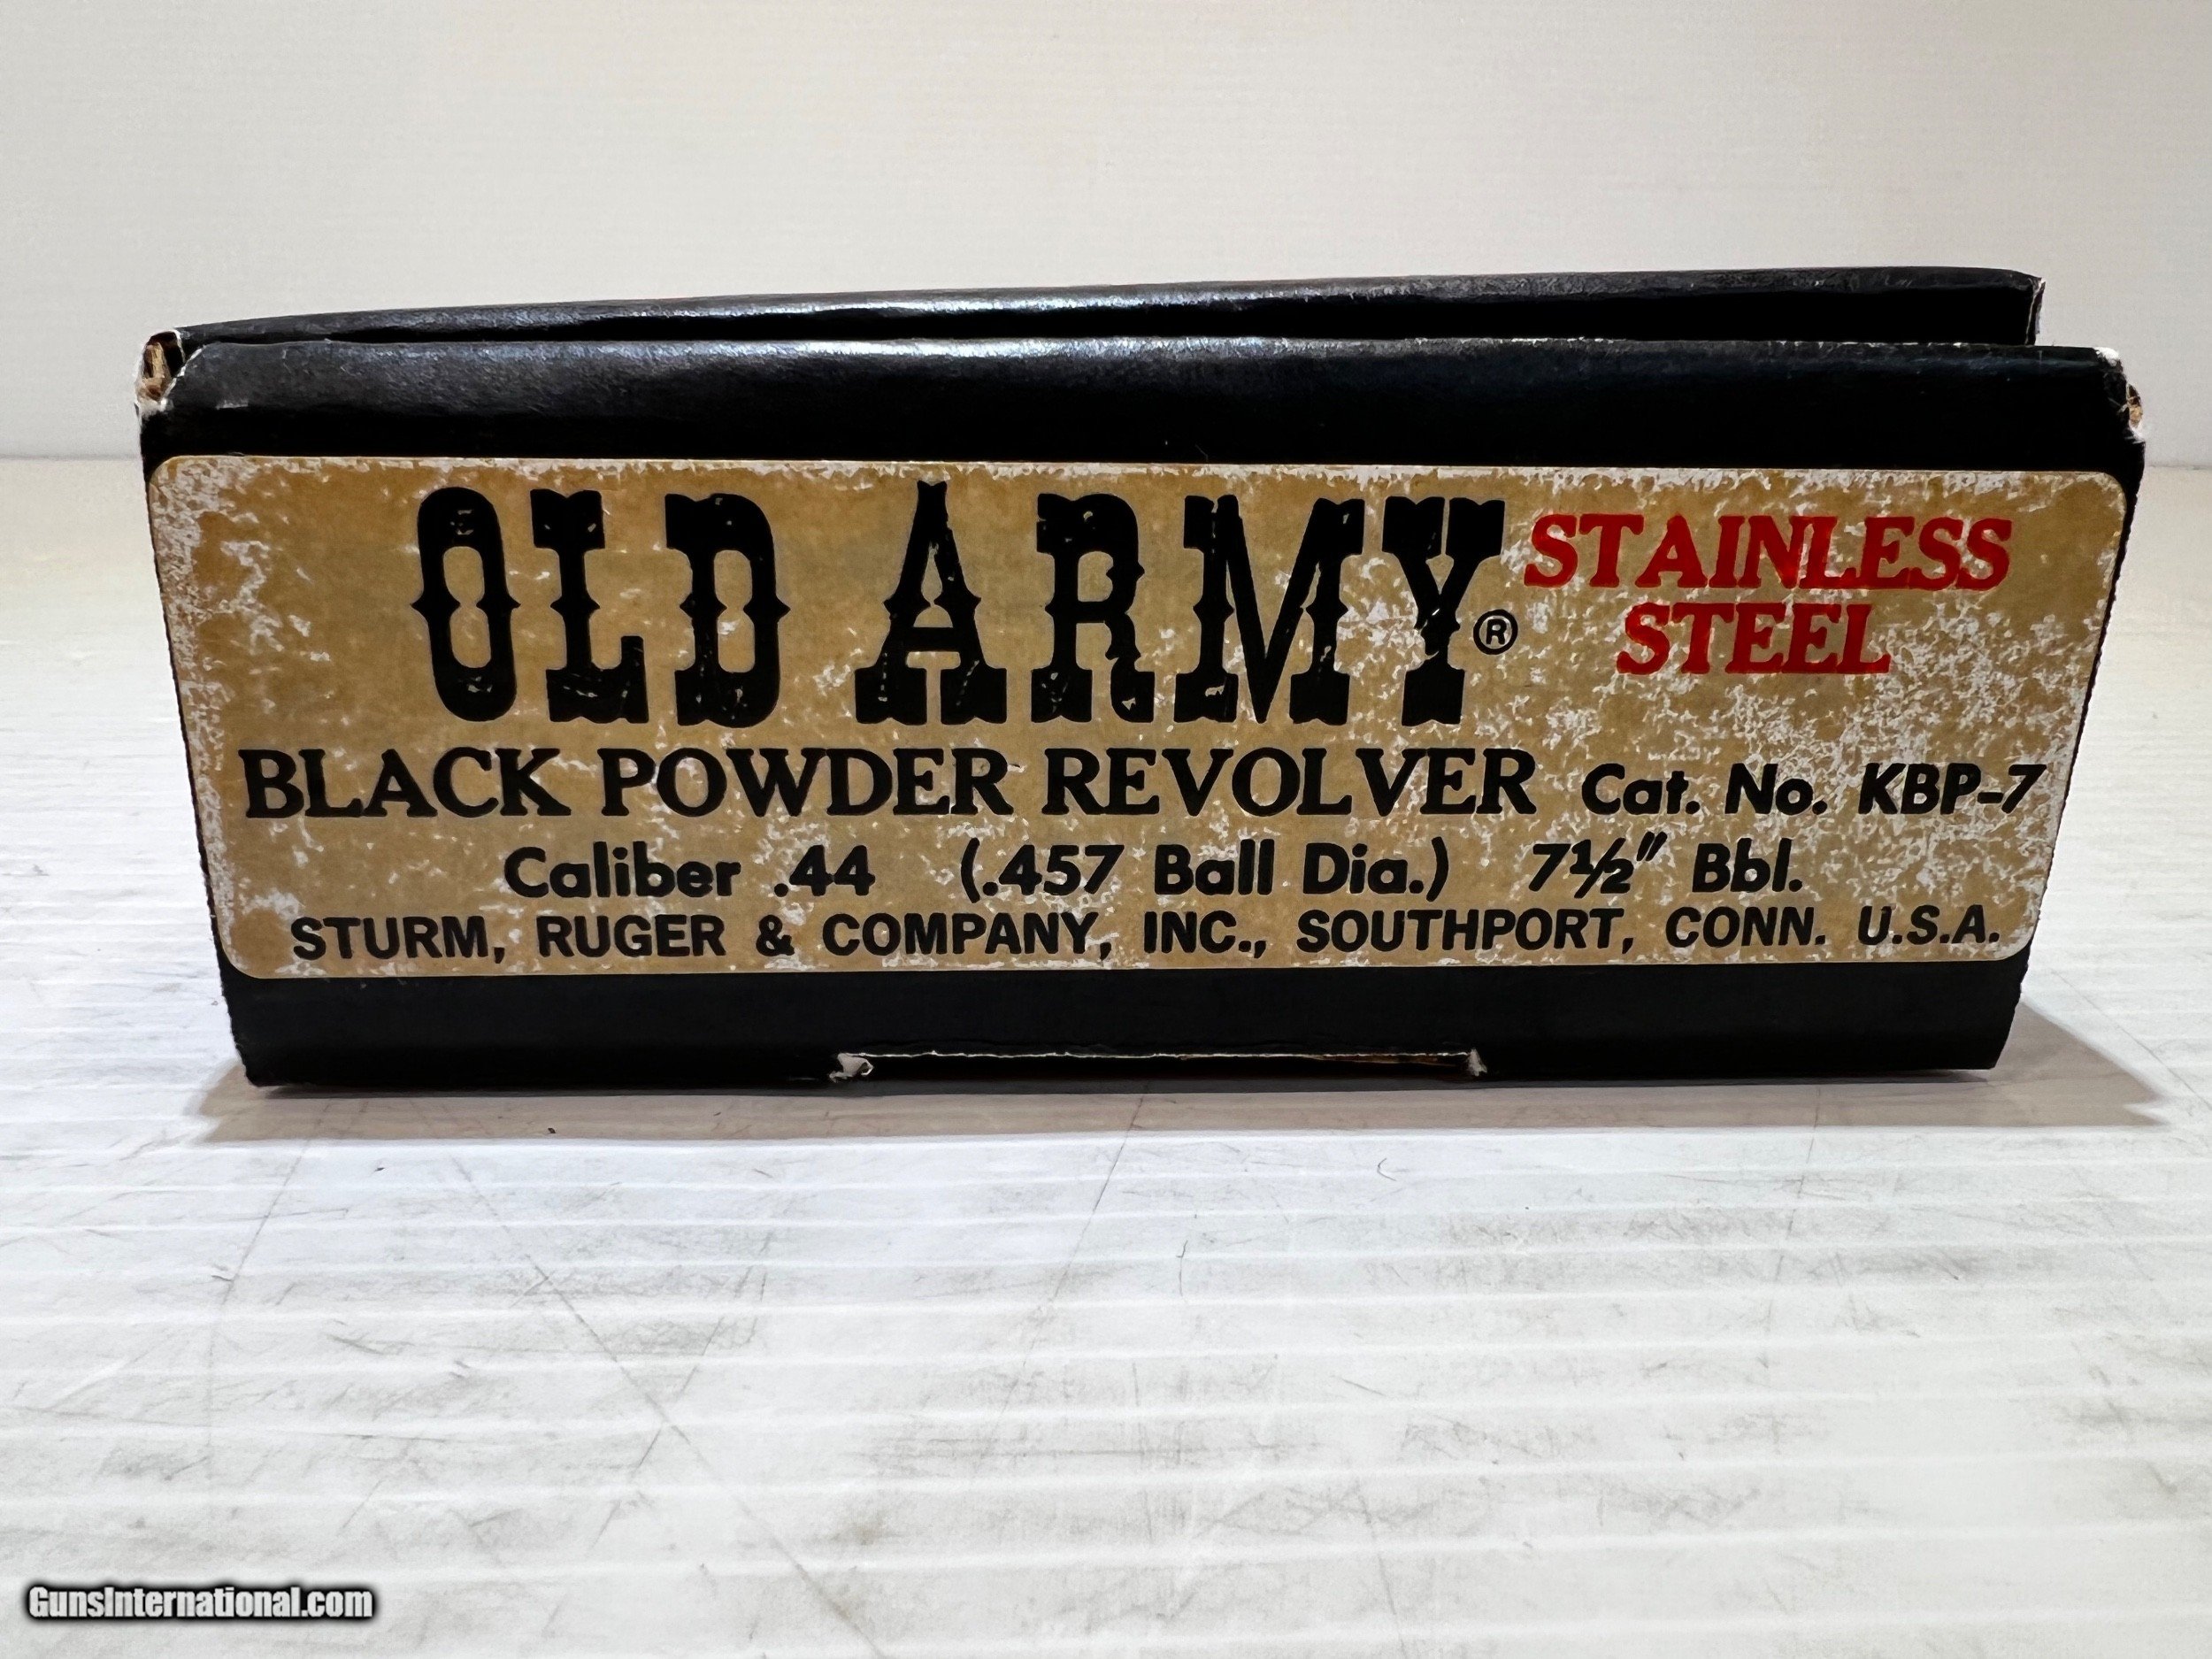 OLD ARMY® STAINLESS
STEEL
BLACK POWDER REVOLVER Cat. No. KBP-7
Caliber .44 (.457 Ball Dia.) 7½" Bbl.
STURM, RUGER & COMPANY, INC., SOUTHPORT, CONN. U.S.A.
GunsInternational.com